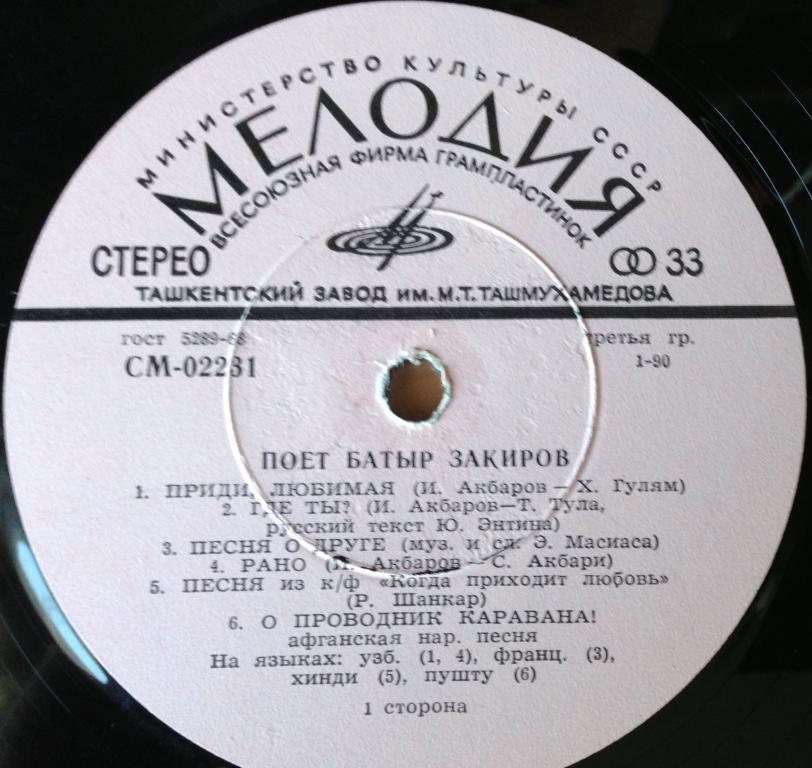 МИНИСТЕРСТВО КУЛЬТУРЫ СССР
МЕЛОДИЯ
ВСЕСОЮЗНАЯ ФИРМА ГРАМПЛАСТИНОК
СТЕРЕО
33
ТАШКЕНТСКИЙ ЗАВОД ИМ. М.Т. ТАШМУХАМЕДОВА
гост 5289-68 третья гр.
СМ-02231 1-90
ПОЕТ БАТЫР ЗАКИРОВ
1. ПРИДИ, ЛЮБИМАЯ (И. Акбаров — Х. Гулям)
2. ГДЕ ТЫ? (И. Акбаров—Т. Тула,
русский текст Ю. Энтина)
3. ПЕСНЯ О ДРУГЕ (муз. и сл. Э. Масиаса)
4. РАНО (И. Акбаров — С. Акбари)
5. ПЕСНЯ из к/ф «Когда приходит любовь»
(Р. Шанкар)
6. О ПРОВОДНИК КАРАВАНА!
афганская нар. песня
На языках: узб. (1, 4), франц. (3),
хинди (5), пушту (6)
1 сторона